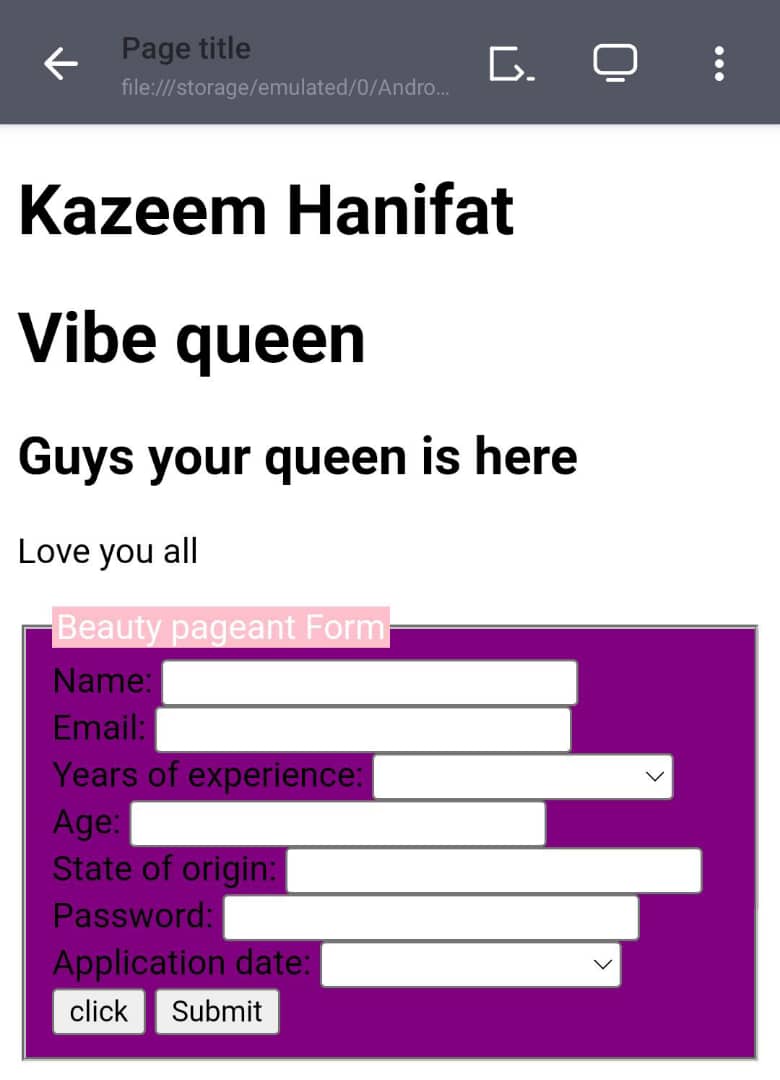 Page title
file:///storage/emulated/0/Andro...
Kazeem Hanifat
Vibe queen
Guys your queen is here
Love you all
Beauty pageant Form
Name:
Email:
Years of experience:
Age:
State of origin:
Password:
Application date:
click Submit